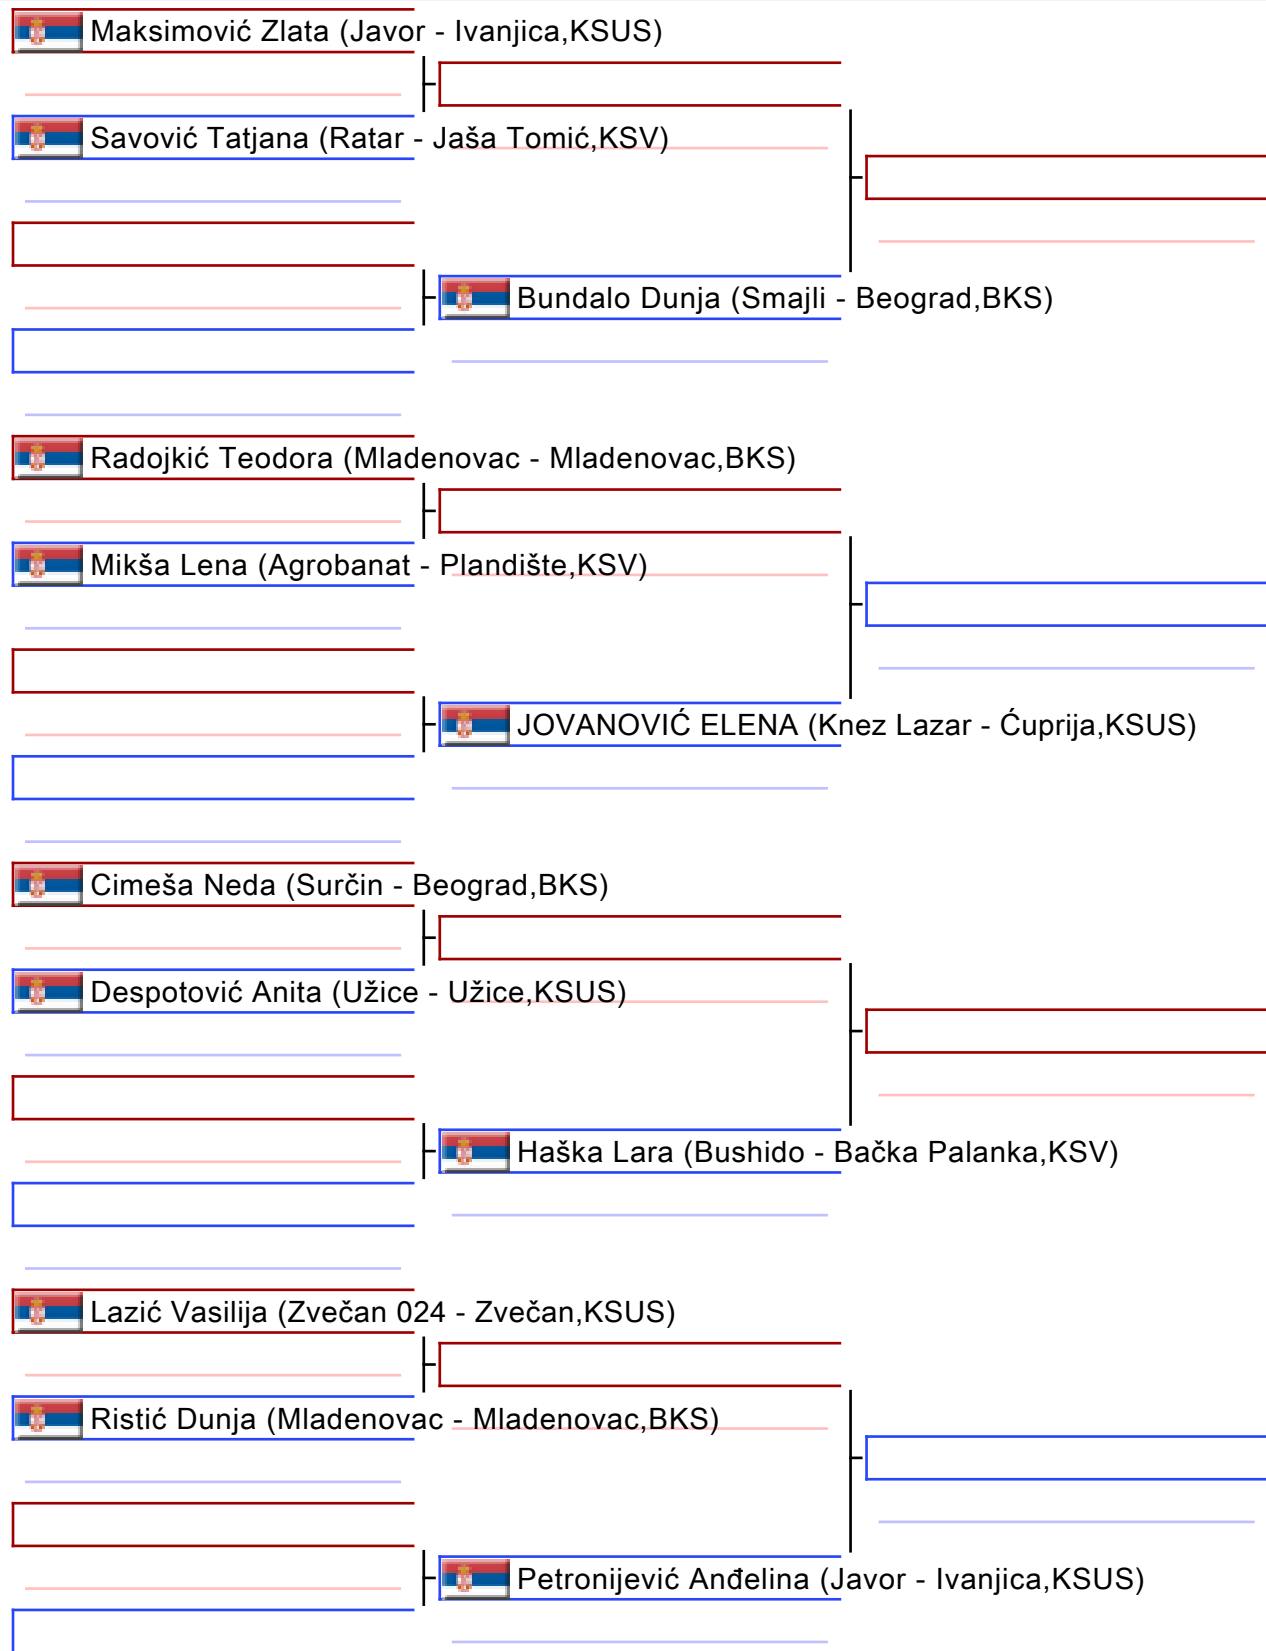 Maksimović Zlata (Javor - Ivanjica,KSUS)
Savović Tatjana (Ratar - Jaša Tomić,KSV)
Bundalo Dunja (Smajli - Beograd,BKS)
Radojkić Teodora (Mladenovac - Mladenovac,BKS)
Mikša Lena (Agrobanat - Plandište,KSV)
JOVANOVIĆ ELENA (Knez Lazar - Ćuprija,KSUS)
Cimeša Neda (Surčin - Beograd,BKS)
Despotović Anita (Užice - Užice,KSUS)
Haška Lara (Bushido - Bačka Palanka,KSV)
Lazić Vasilija (Zvečan 024 - Zvečan,KSUS)
Ristić Dunja (Mladenovac - Mladenovac,BKS)
Petronijević Anđelina (Javor - Ivanjica,KSUS)